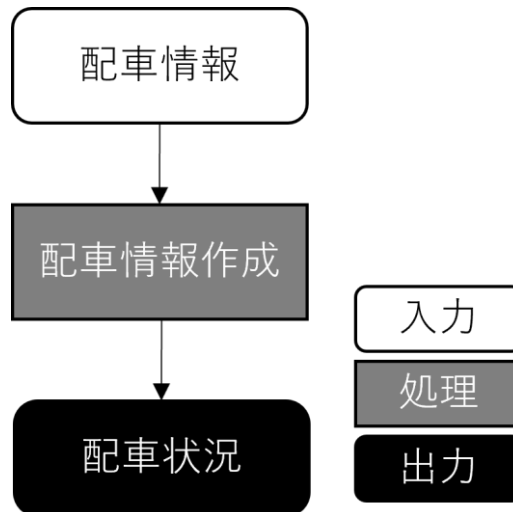 配車情報
配車情報作成
配車状況
入力
処理
出力